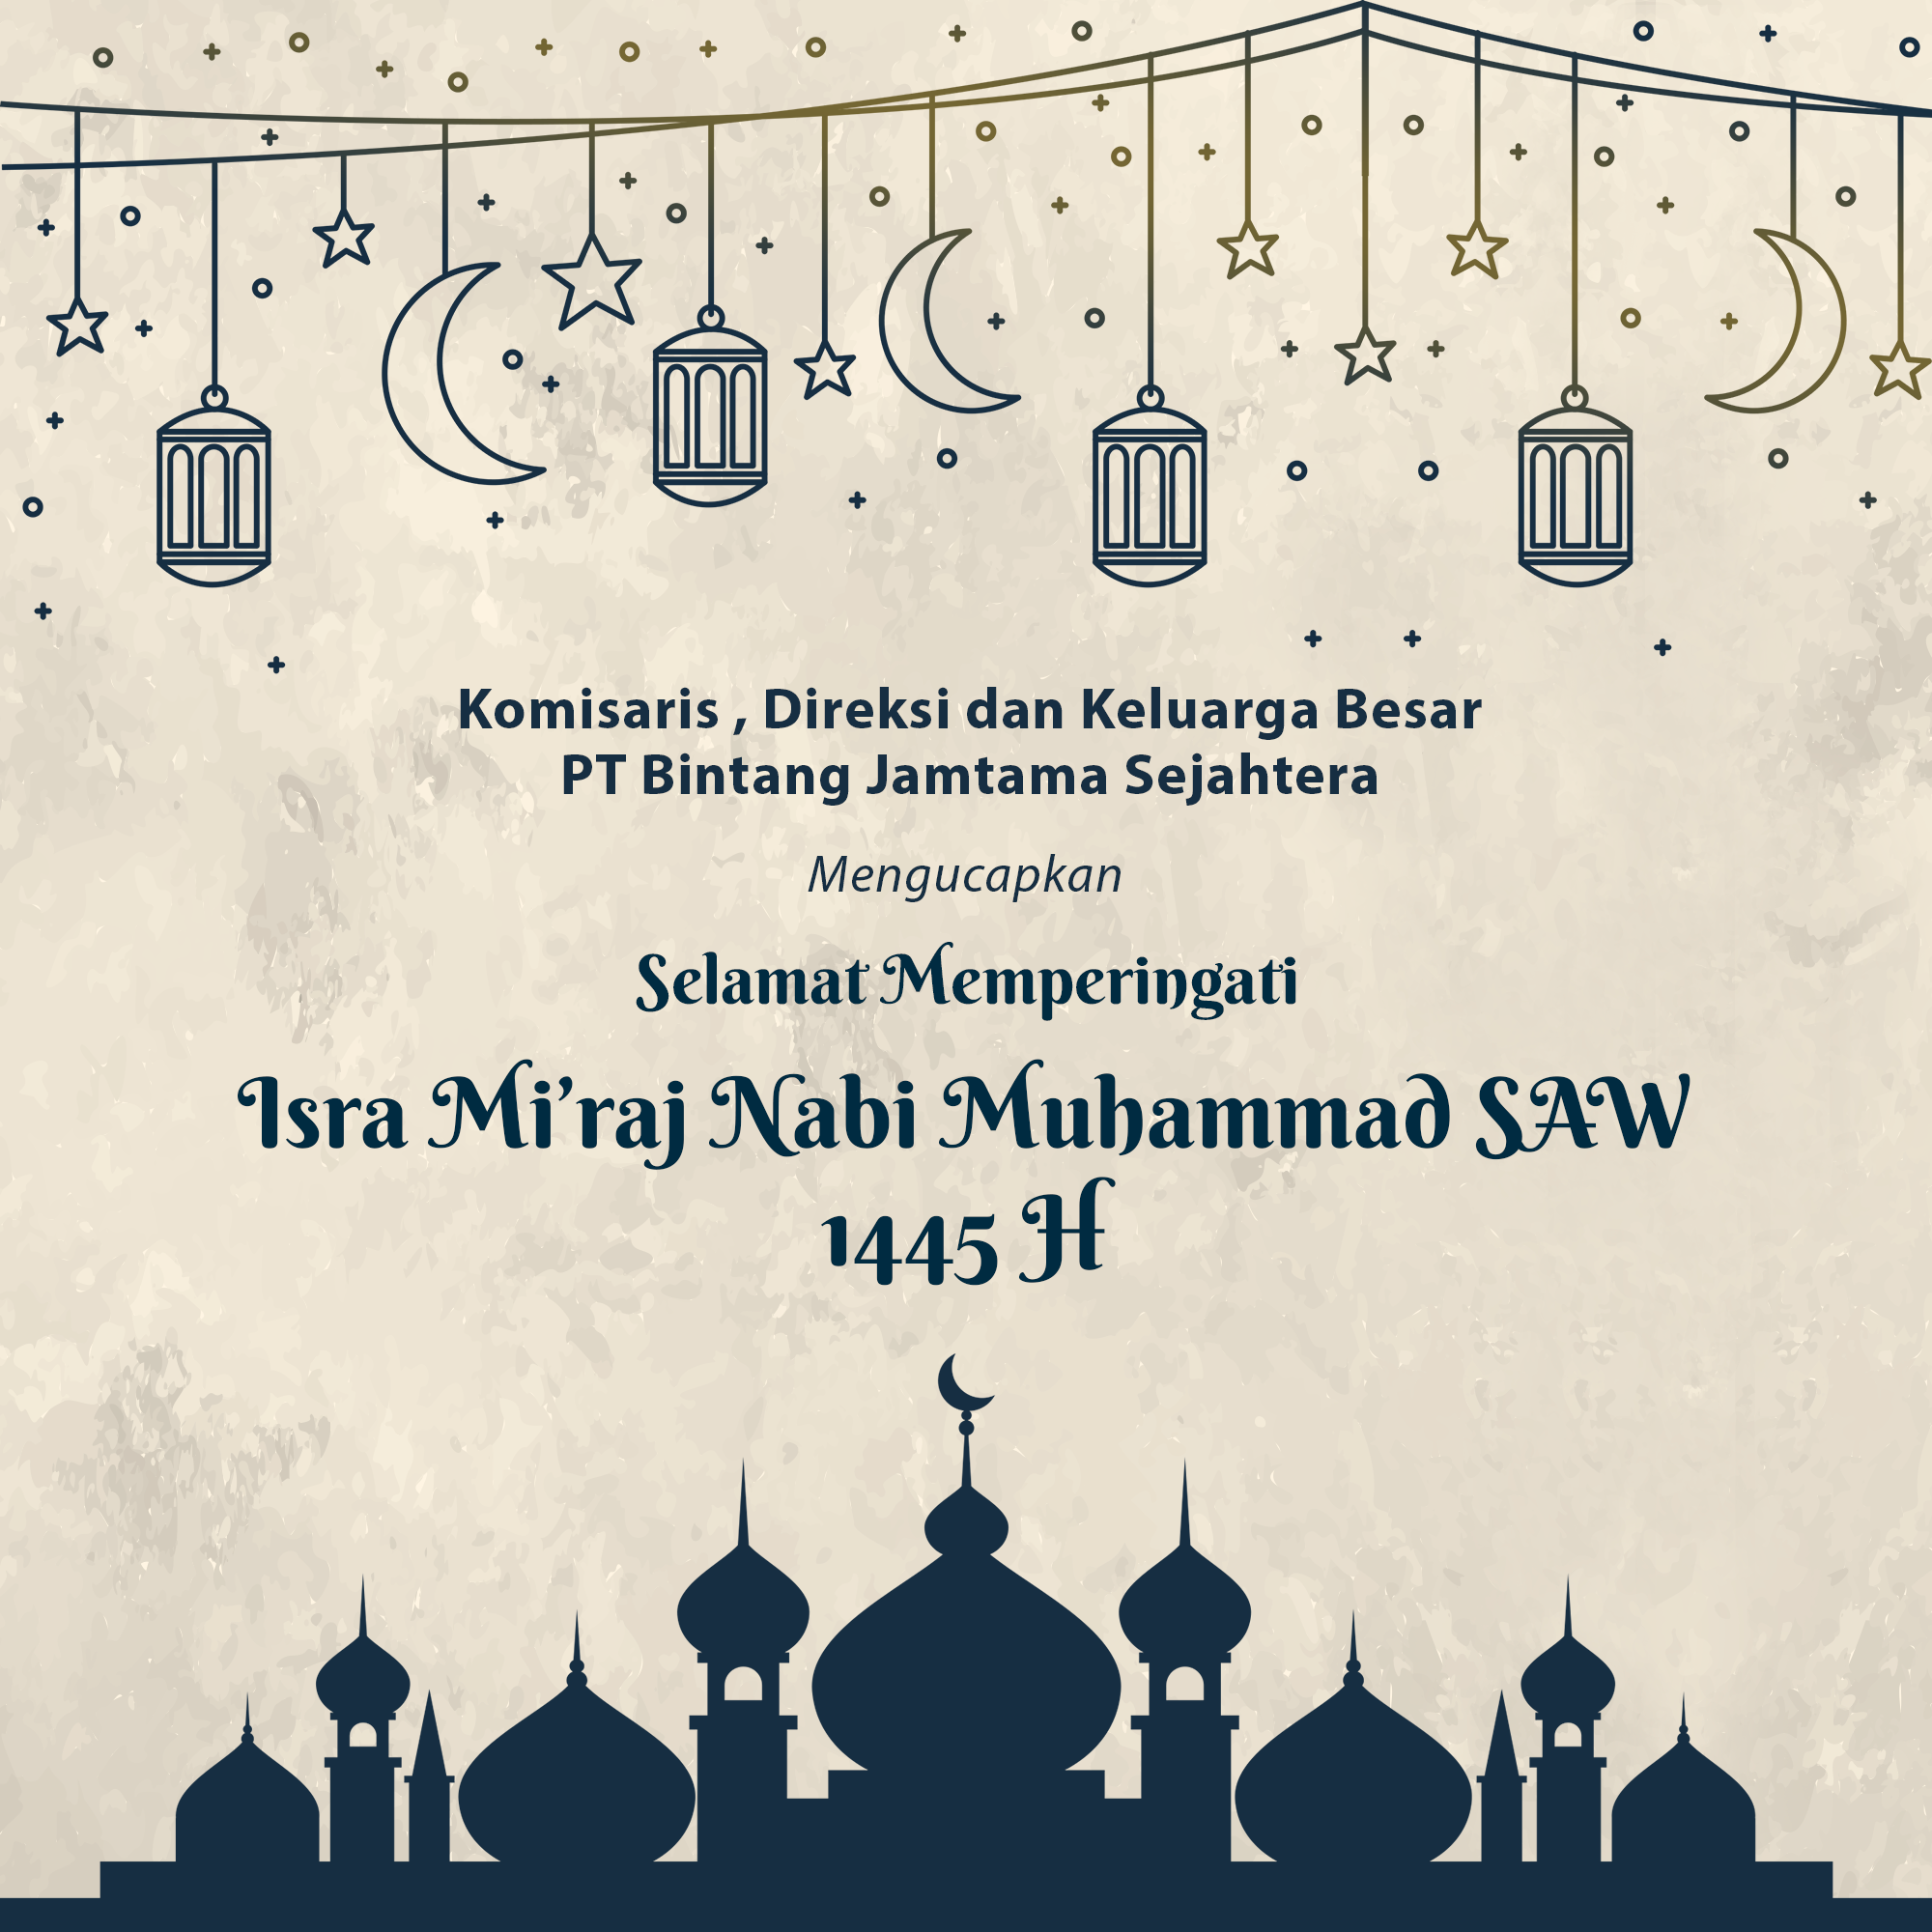 Komisaris , Direksi dan Keluarga Besar
PT Bintang Jamtama Sejahtera
Mengucapkan
Selamat Memperingati
Isra Mi’raj Nabi Muhammad SAW
1445 H